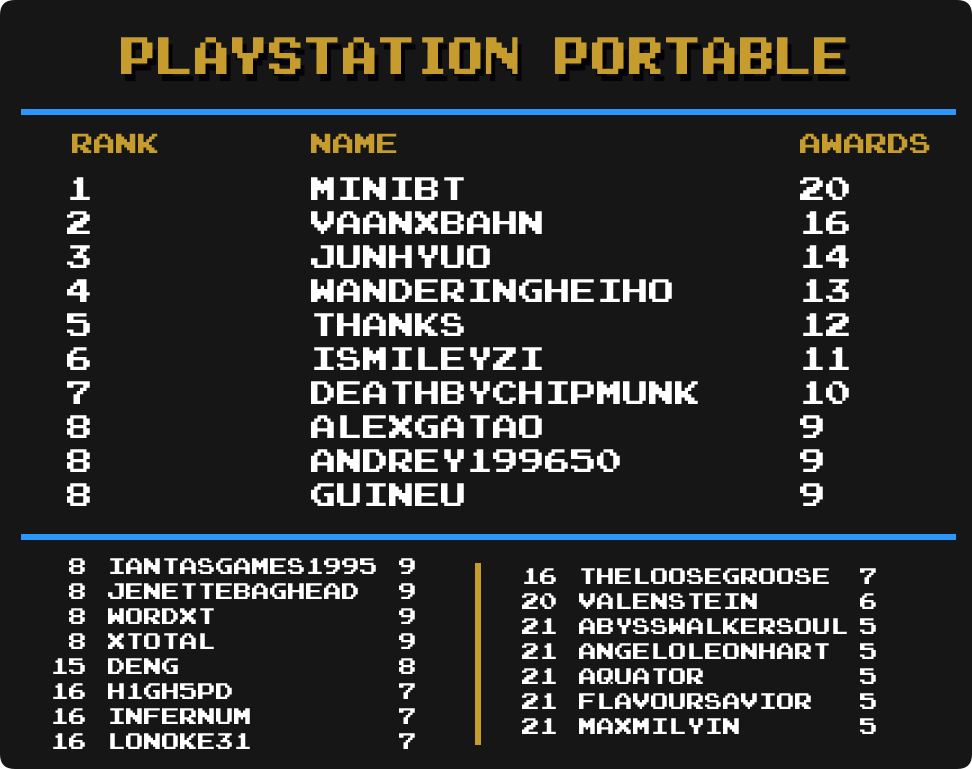 PLAYSTATION PORTABLE
RANK NAME AWARDS
1 MINIBT 20
2 VAANXBAHN 16
3 JUNHYUO 14
4 WANDERINGHEIHO 13
5 THANKS 12
6 ISMILEYZI 11
7 DEATHBYCHIPMUNK 10
8 ALEXGATAO 9
8 ANDREY199650 9
8 GUINEU 9
8 IANTASGAMES1995 9
8 JENETTEBAGHEAD 9
8 WORDXT 9
8 XTOTAL 9
15 DENG 8
16 H1GH5PD 7
16 INFERNUM 7
16 LONOKE31 7
16 THELOOSEGROOSE 7
20 VALENSTEIN 6
21 ABYSSWALKERSOUL 5
21 ANGELOLEONHART 5
21 AQUATOR 5
21 FLAVOURSAVIOR 5
21 MAXMILYIN 5